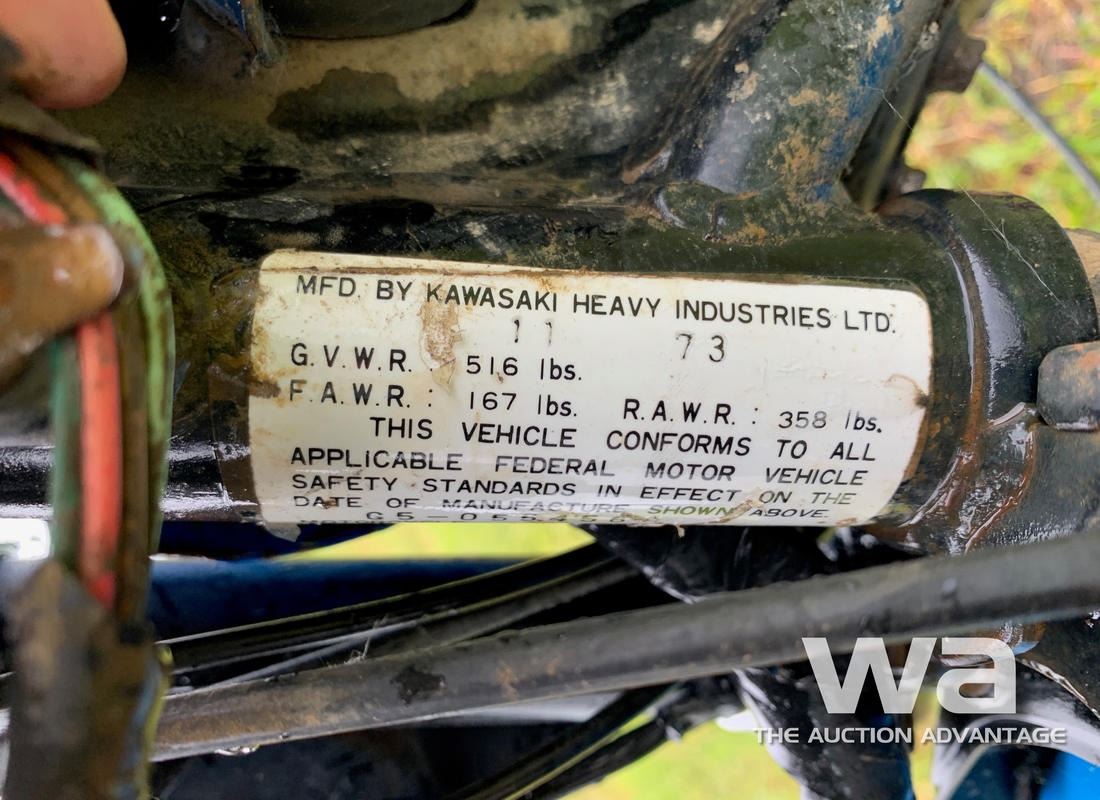 MFD. BY KAWASAKI HEAVY INDUSTRIES LTD.
11 73
G.V.W.R. 516 lbs.
F.A.W.R.: 167 lbs. R.A.W.R.: 358 lbs.
THIS VEHICLE CONFORMS TO ALL
APPLICABLE FEDERAL MOTOR VEHICLE
SAFETY STANDARDS IN EFFECT ON THE
DATE OF MANUFACTURE SHOWN ABOVE.
wa
THE AUCTION ADVANTAGE